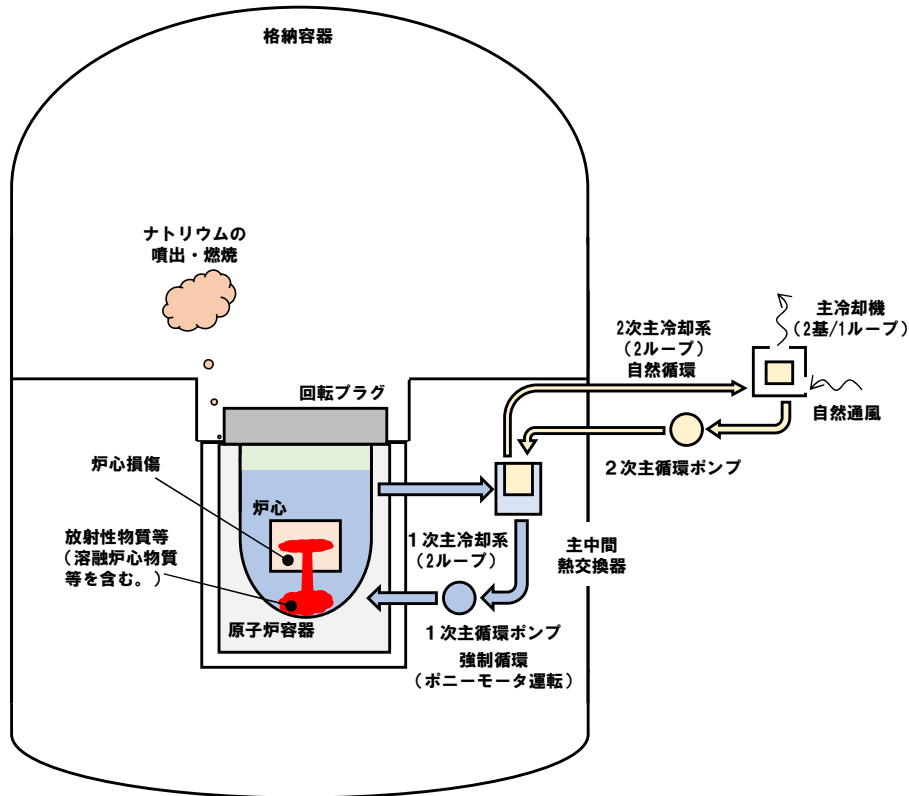 格納容器
ナトリウムの
噴出・燃焼
主冷却機
(2基/1ループ)
2次主冷却系
(2ループ)
自然循環
回転プラグ
自然通風
炉心損傷
2次主循環ポンプ
炉心
放射性物質等
(溶融炉心物質
等を含む。)
1次主冷却系
(2ループ)
主中間
熱交換器
原子炉容器
1次主循環ポンプ
強制循環
(ポニーモータ運転)